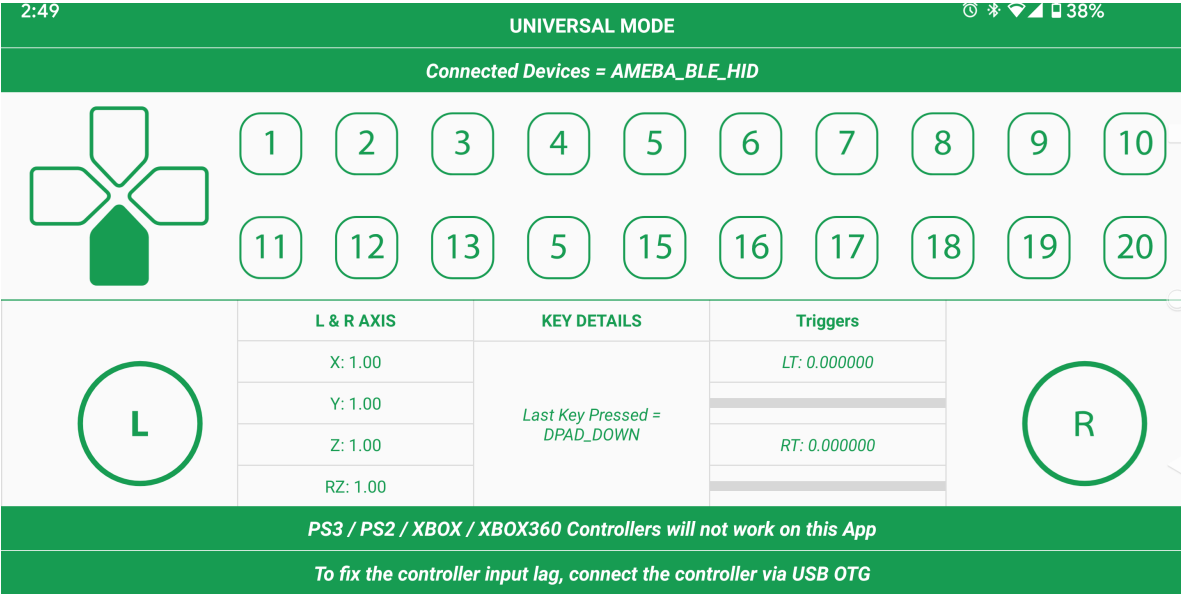 2:49
38%
UNIVERSAL MODE
Connected Devices = AMEBA_BLE_HID
1 2 3 4 5 6 7 8 9 10
11 12 13 5 15 16 17 18 19 20
L & R AXIS
X: 1.00
Y: 1.00
Z: 1.00
RZ: 1.00
KEY DETAILS
Last Key Pressed =
DPAD_DOWN
Triggers
LT: 0.000000
RT: 0.000000
L
R
PS3 / PS2 / XBOX / XBOX360 Controllers will not work on this App
To fix the controller input lag, connect the controller via USB OTG